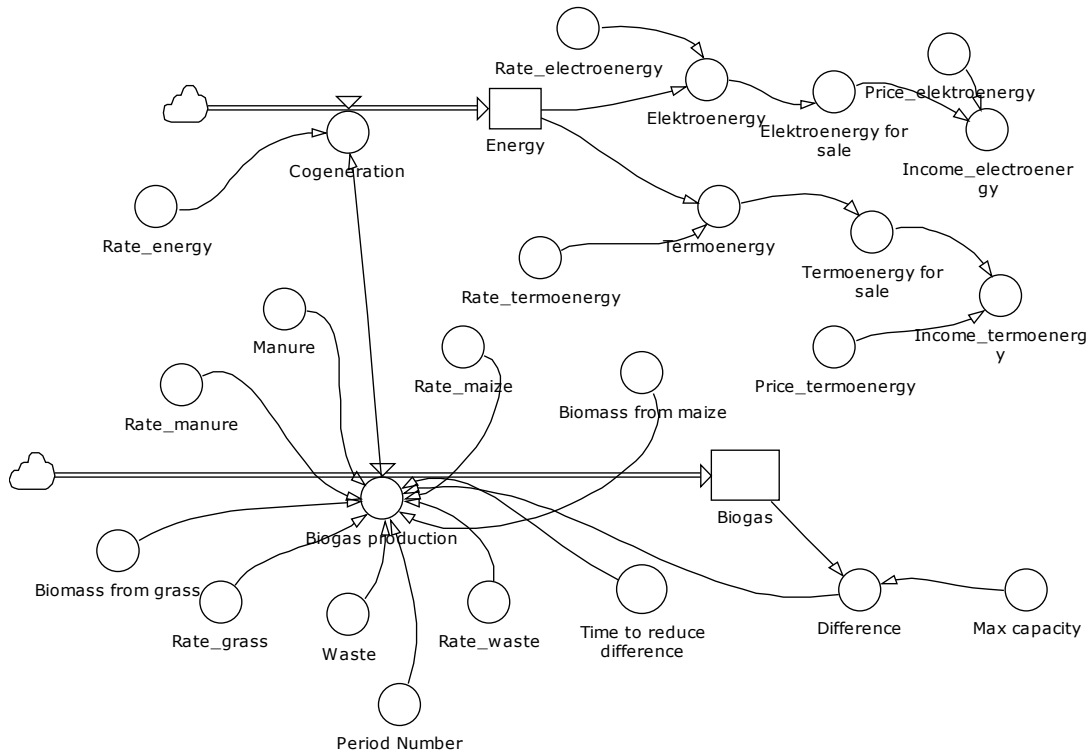 Rate_electroenergy
Price_elektroenergy
Elektroenergy
Elektroenergy for
sale
Energy
Cogeneration
Income_electroener
gy
Rate_energy
Termoenergy
Termoenergy for
sale
Rate_termoenergy
Income_termoenerg
y
Manure
Rate_maize
Price_termoenergy
Biomass from maize
Rate_manure
Biogas
Biogas production
Biomass from grass
Rate_grass
Waste
Rate_waste
Time to reduce
difference
Difference
Max capacity
Period Number